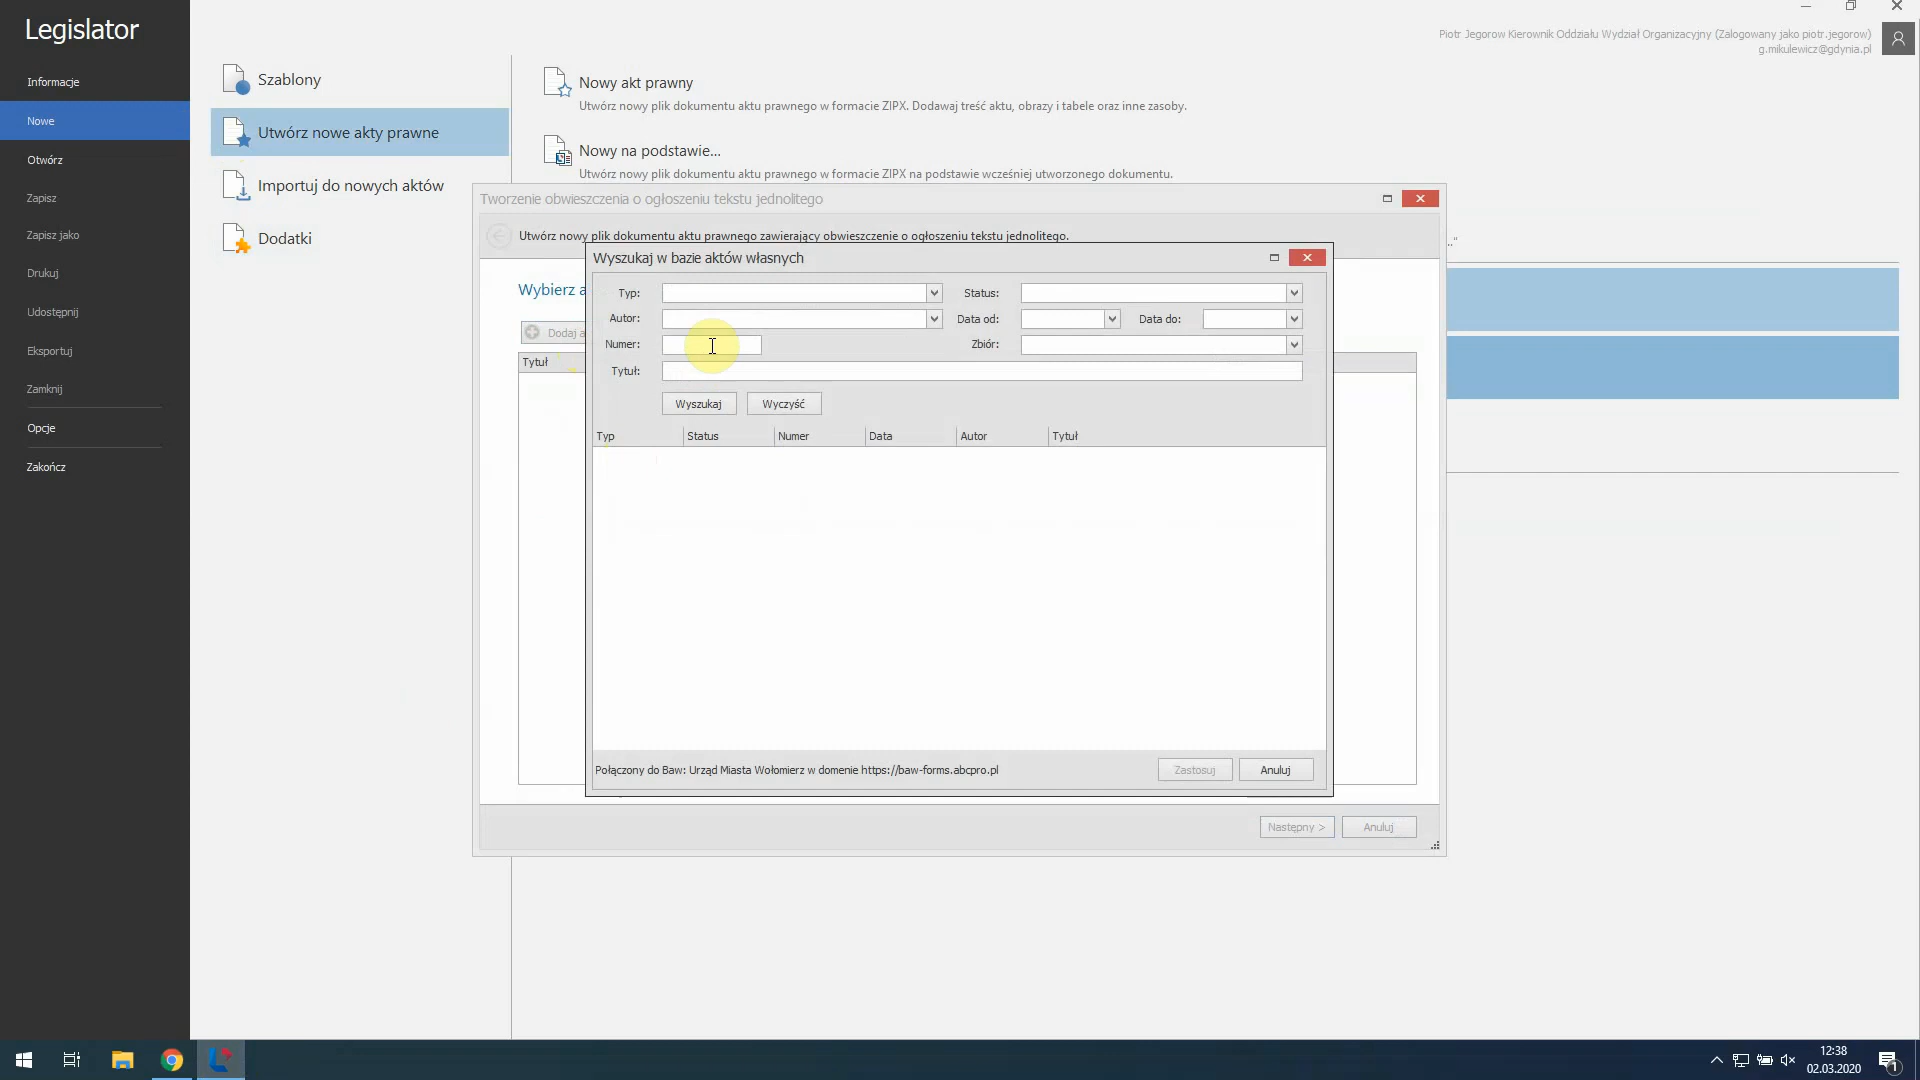 Legislator
Piotr Jegorow Kierownik Oddziału Wydział Organizacyjny (Zalogowany jako piotr.jegorow)
g.mikulewicz@gdynia.pl
Informacje
Nowe
Otwórz
Zapisz
Zapisz jako
Drukuj
Udostępnij
Eksportuj
Zamknij
Opcje
Zakończ
Szablony
Utwórz nowe akty prawne
Importuj do nowych aktów
Dodatki
Nowy akt prawny
Utwórz nowy plik dokumentu aktu prawnego w formacie ZIPX. Dodawaj treść aktu, obrazy i tabele oraz inne zasoby.
Nowy na podstawie...
Utwórz nowy plik dokumentu aktu prawnego w formacie ZIPX na podstawie wcześniej utworzonego dokumentu.
Tworzenie obwieszczenia o ogłoszeniu tekstu jednolitego
Utwórz nowy plik dokumentu aktu prawnego zawierający obwieszczenie o ogłoszeniu tekstu jednolitego.
Wybierz a
Dodaj a
Tytuł
Wyszukaj w bazie aktów własnych
Typ: Status:
Autor: Data od: Data do:
Numer: Zbiór:
Tytuł:
Wyszukaj Wyczyść
Typ Status Numer Data Autor Tytuł
Połączony do Baw: Urząd Miasta Wołomierz w domenie https://baw-forms.abcpro.pl
Zastosuj Anuluj
Następny > Anuluj
12:38
02.03.2020
1